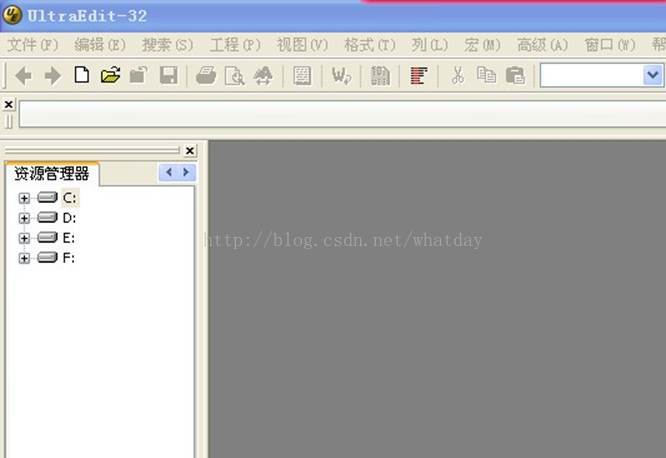 UltraEdit-32
文件(F) 编辑(E) 搜索(S) 工程(P) 视图(V) 格式(T) 列(L) 宏(M) 高级(A) 窗口(W) 帮
资源管理器
C:
D:
E:
F:
http://blog.csdn.net/whatday